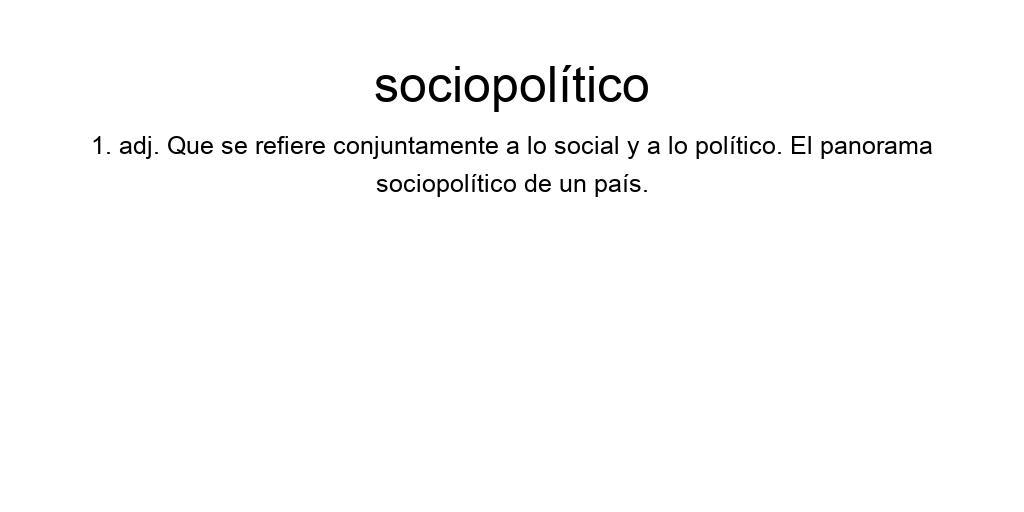 sociopolítico
1. adj. Que se refiere conjuntamente a lo social y a lo político. El panorama
sociopolítico de un país.